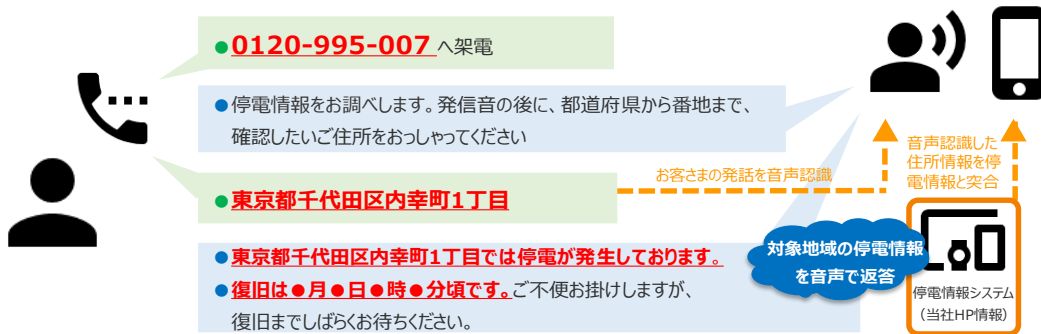 ●0120-995-007 へ架電
●停電情報をお調べします。発信音の後に、都道府県から番地まで、
確認したいご住所をおっしゃってください
●東京都千代田区内幸町1丁目
お客さまの発話を音声認識
音声認識した
住所情報を停
電情報と突合
●東京都千代田区内幸町1丁目では停電が発生しております。
●復旧は●月●日●時●分頃です。ご不便お掛けしますが、
復旧までしばらくお待ちください。
対象地域の停電情報
を音声で返答
停電情報システム
（当社HP情報）